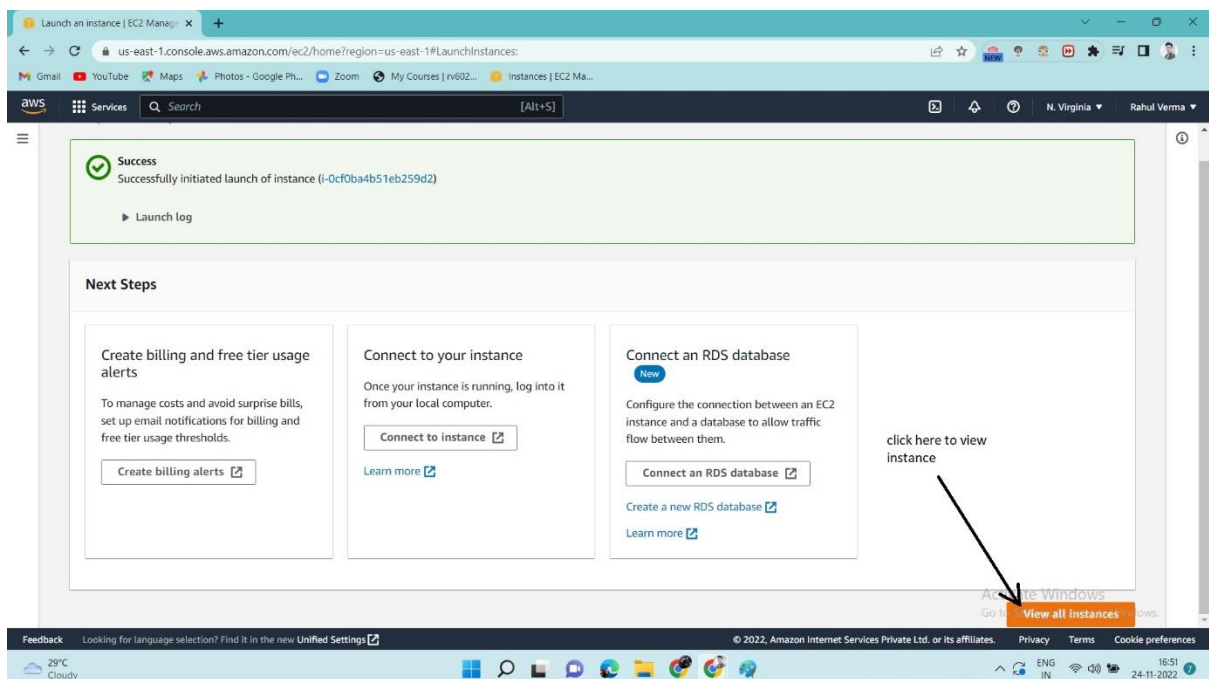 Launch an instance | EC2 Manag
us-east-1.console.aws.amazon.com/ec2/home?region=us-east-1#LaunchInstances:
NEW
Gmail YouTube Maps Photos - Google Ph... Zoom My Courses | rv602... Instances | EC2 Ma...
aws Services Search [Alt+S] N. Virginia Rahul Verma
Success
Successfully initiated launch of instance (i-0cf0ba4b51eb259d2)
Launch log
Next Steps
Create billing and free tier usage
alerts
To manage costs and avoid surprise bills,
set up email notifications for billing and
free tier usage thresholds.
Create billing alerts
Connect to your instance
Once your instance is running, log into it
from your local computer.
Connect to instance
Learn more
Connect an RDS database
New
Configure the connection between an EC2
instance and a database to allow traffic
flow between them.
Connect an RDS database
Create a new RDS database
Learn more
click here to view
instance
Windows
Go to
View all instances
Feedback Looking for language selection? Find it in the new Unified Settings © 2022, Amazon Internet Services Private Ltd. or its affiliates. Privacy Terms Cookie preferences
29°C
Cloudy
ENG
IN
16:51
24-11-2022
7